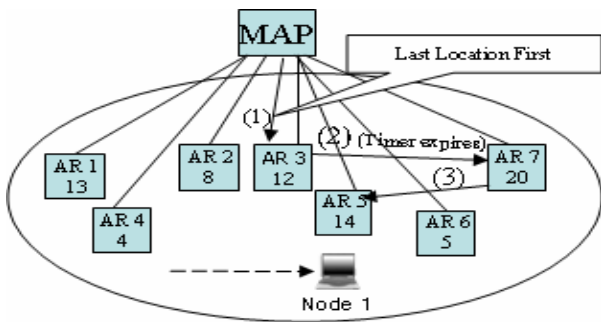 MAP
Last Location First
(1)
(2) (Timer expires)
AR 1
13
AR 2
8
AR 3
12
AR 7
20
(3)
AR 4
4
AR 5
14
AR 6
5
Node 1